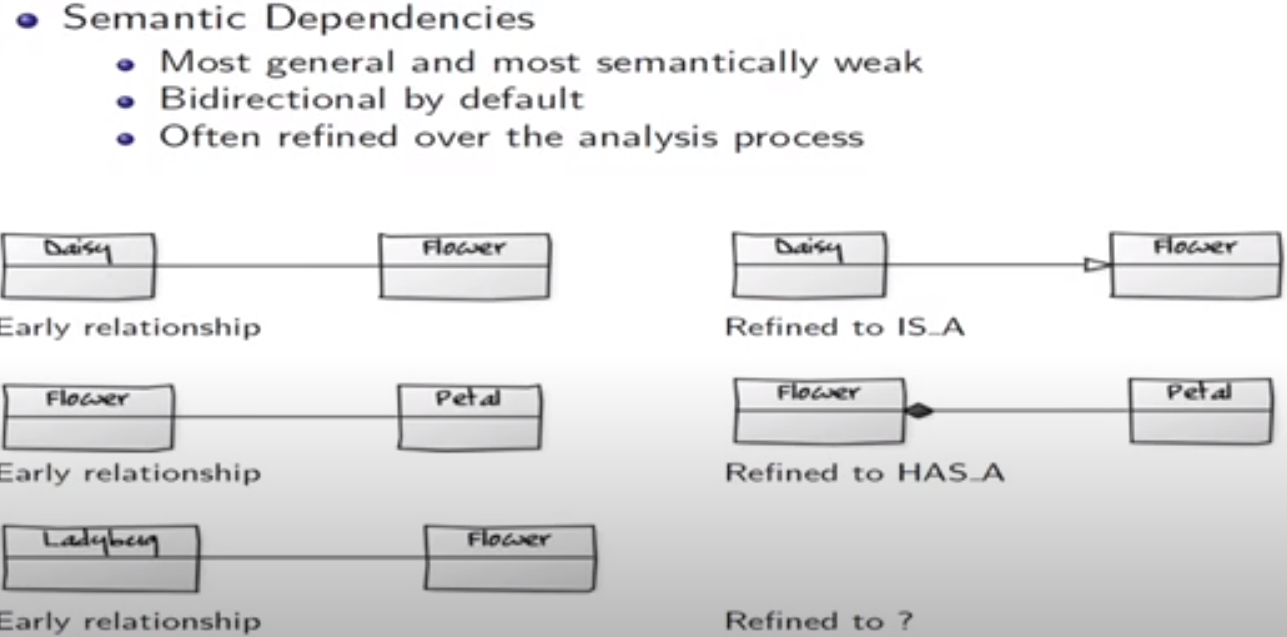 Semantic Dependencies
Most general and most semantically weak
Bidirectional by default
Often refined over the analysis process
Daisy Flower Daisy Flower
Early relationship Refined to IS_A
Flower Petal Flower Petal
Early relationship Refined to HAS_A
Ladybug Flower
Early relationship Refined to ?